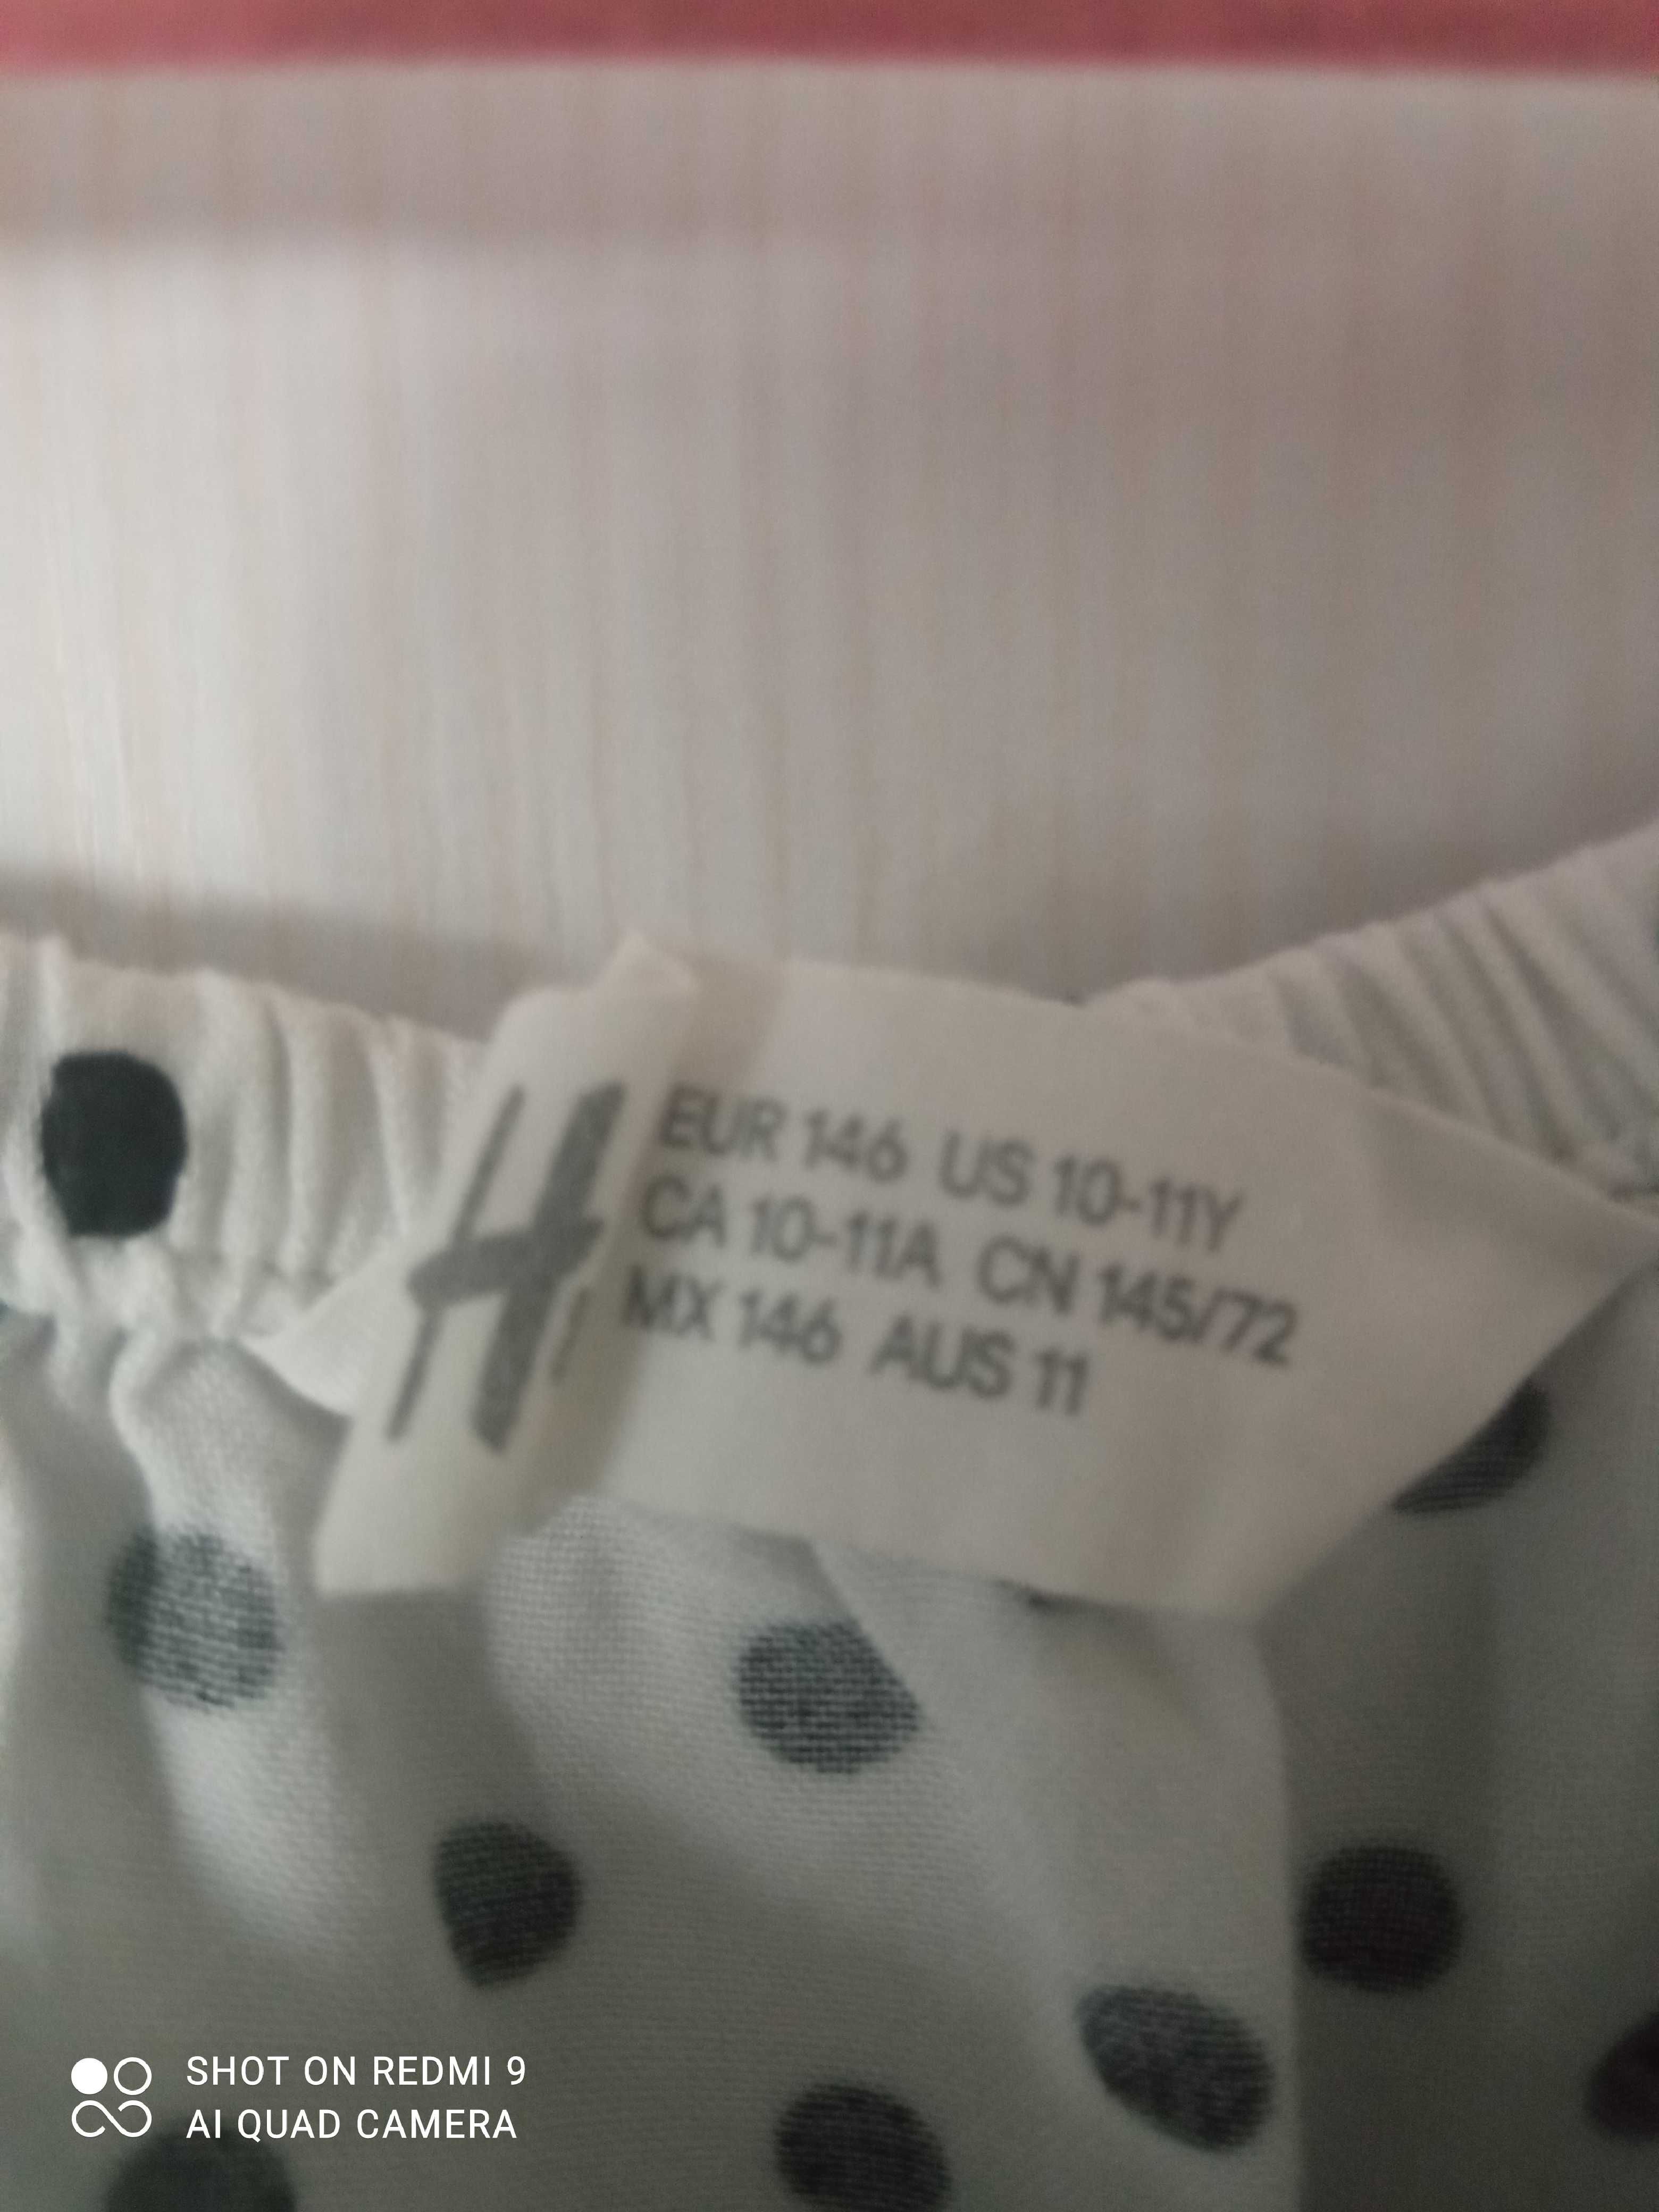 H
EUR 146 US 10-11Y
CA 10-11A CN 145/72
MX 146 AUS 11
SHOT ON REDMI 9
AI QUAD CAMERA